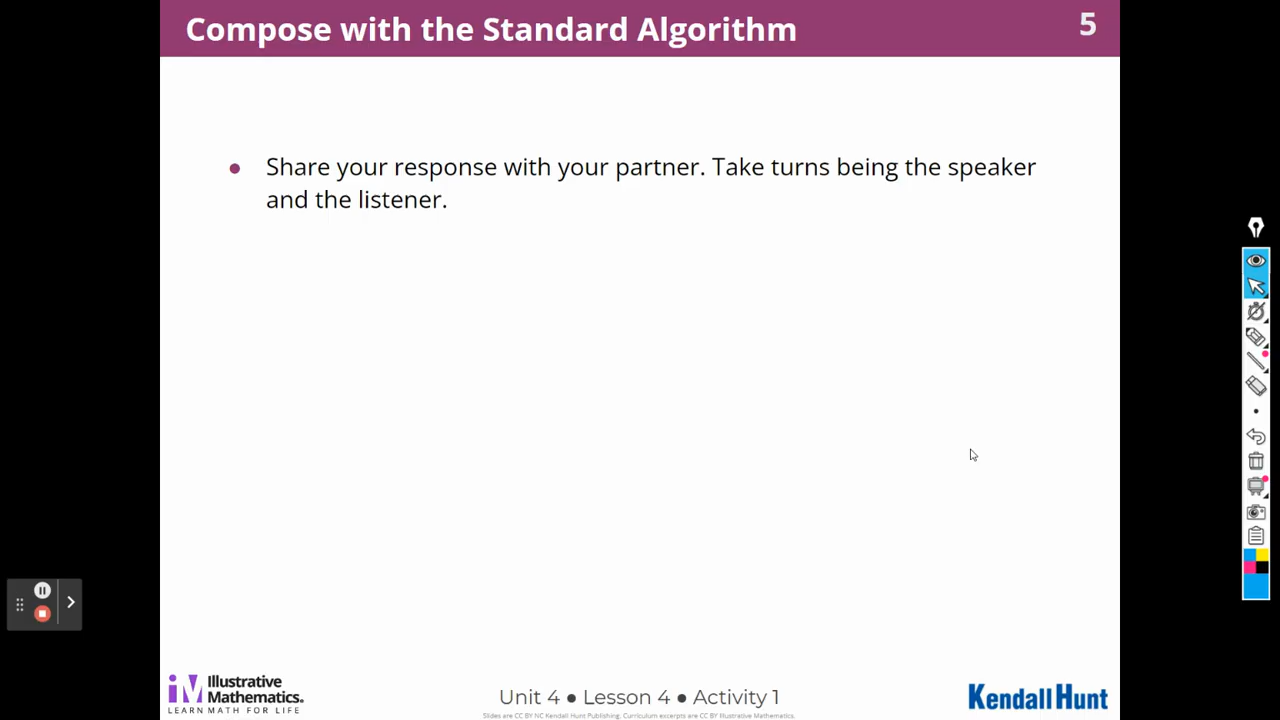 Compose with the Standard Algorithm
5
Share your response with your partner. Take turns being the speaker
and the listener.
Illustrative
Mathematics.
LEARN MATH FOR LIFE
Unit 4 ● Lesson 4 ● Activity 1
Slides are CC BY NC Kendall Hunt Publishing. Curriculum excerpts are CC BY Illustrative Mathematics.
Kendall Hunt